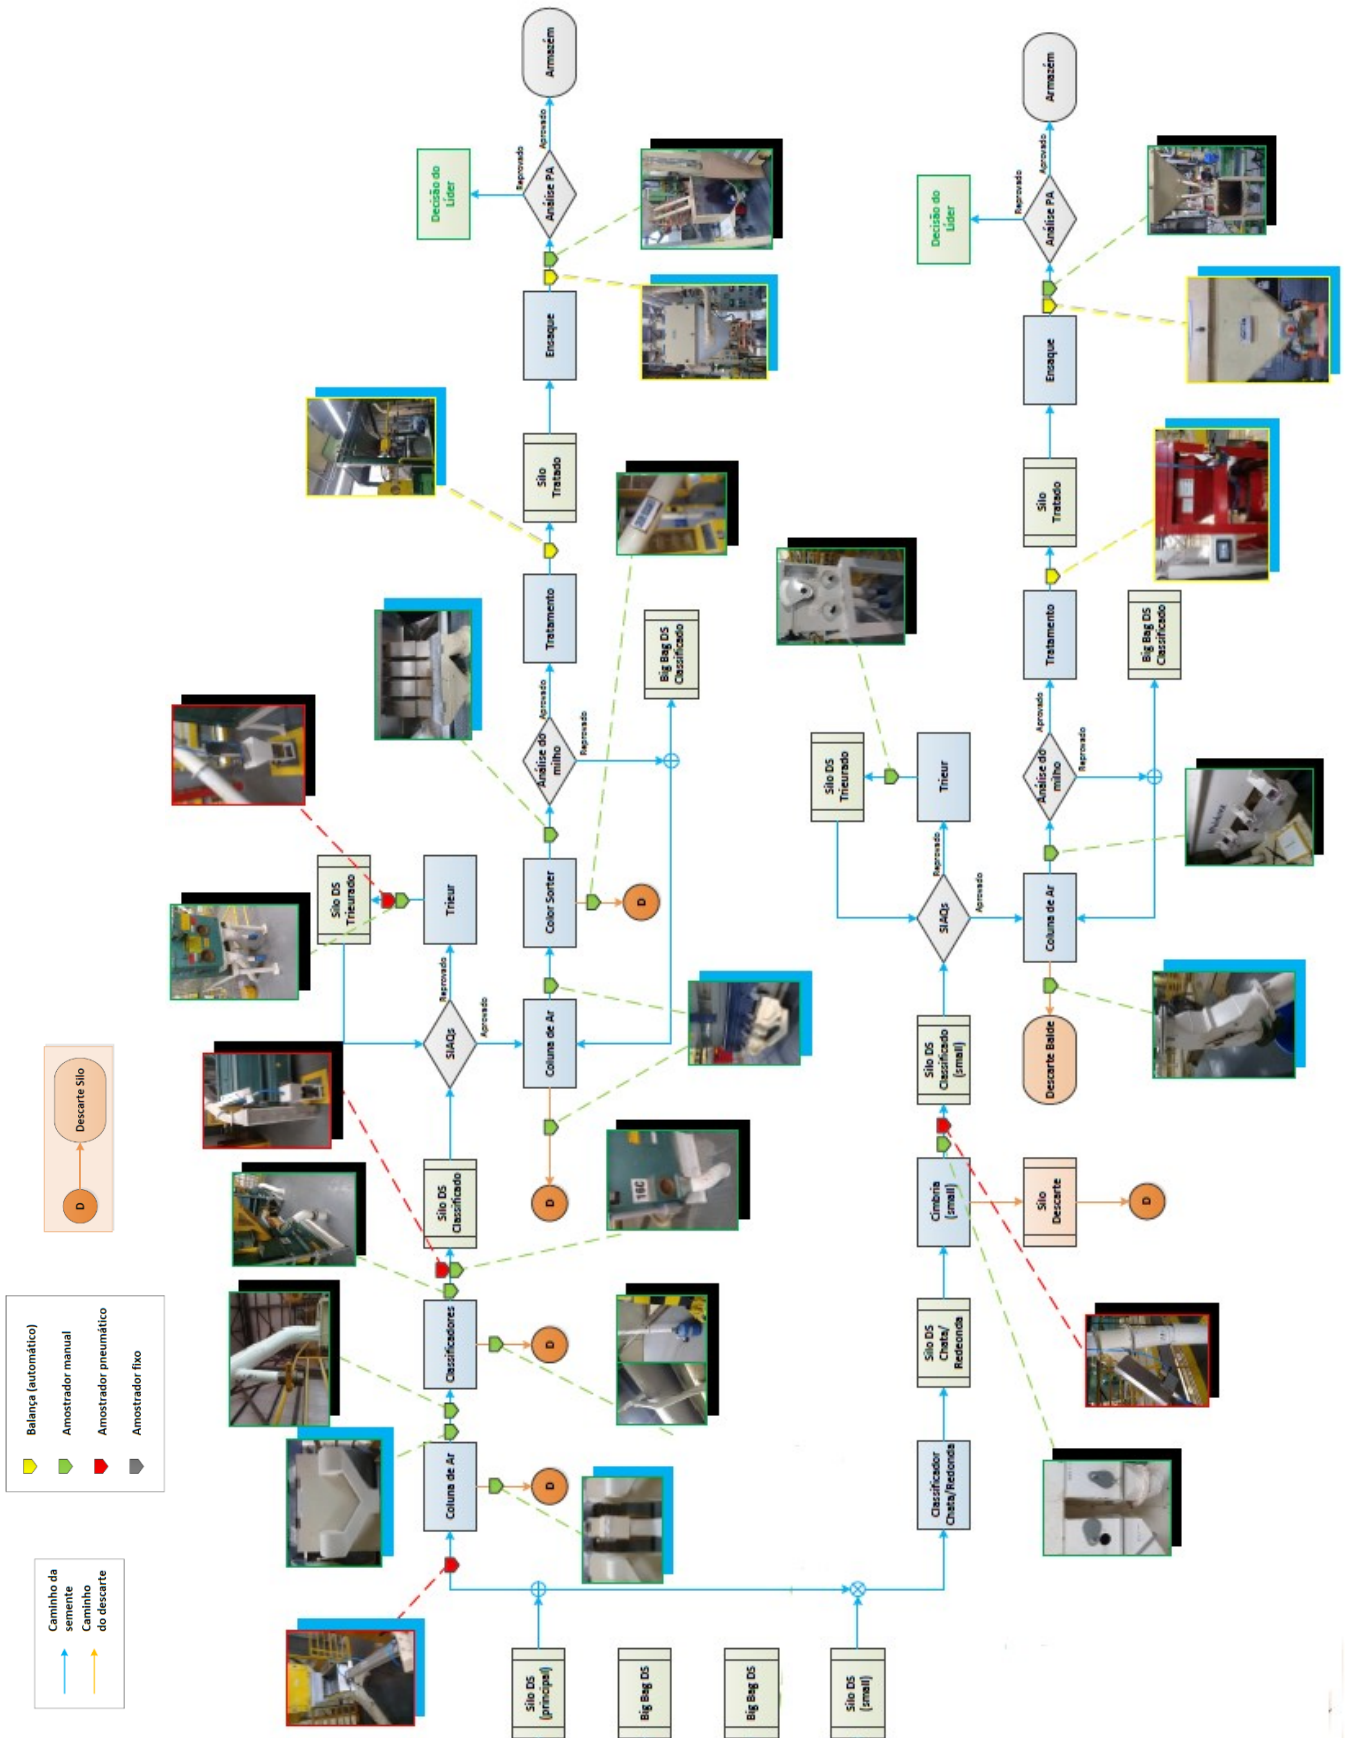 Caminho da
semente
Caminho
do descarte
Balança (automático)
Amostrador manual
Amostrador pneumático
Amostrador fixo
D
Descarte Silo
Silo DS
(principal)
Big Bag DS
Big Bag DS
Silo DS
(small)
Coluna de Ar
D
Classificadores
D
16C
Silo DS
Classificado
SIAQs
Reprovado
Aprovado
Trieur
Silo DS
Trieurado
Coluna de Ar
D
Color Sorter
D
Análise do
milho
Aprovado
Reprovado
Big Bag DS
Classificado
Tratamento
Silo
Tratado
Ensaque
Análise PA
Reprovado
Aprovado
Decisão do
Líder
Armazém
Classificador
Chata/Redonda
Silo DS
Chata/
Redeonda
Cimbria
(small)
Silo
Descarte
D
Silo DS
Classificado
(small)
SIAQs
Reprovado
Aprovado
Trieur
Silo DS
Trieurado
Coluna de Ar
Descarte Balde
Análise do
milho
Aprovado
Reprovado
Big Bag DS
Classificado
Tratamento
Silo
Tratado
Ensaque
Análise PA
Reprovado
Aprovado
Decisão do
Líder
Armazém